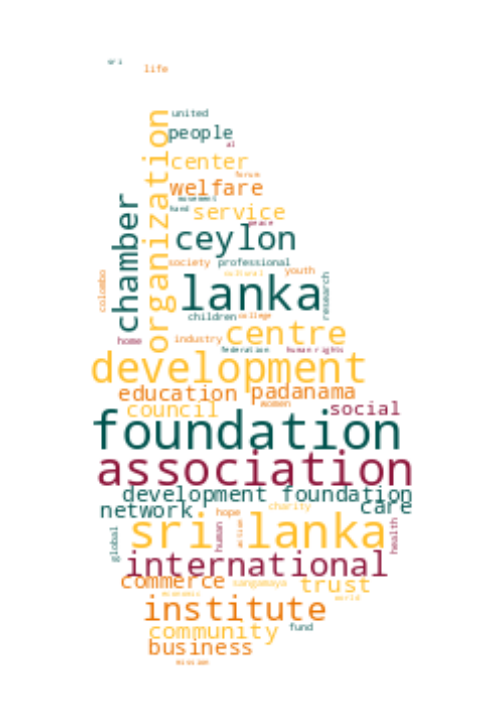 sri
life
united
people
al
center
forum
welfare
movement
hand
service
peace
organization
chamber
ceylon
society professional
cultural
youth
colombo
lanka
research
children college
home
industry
centre
federation
human rights
development
education padanama
women
council
social
foundation
association
development foundation
network
care
charity
hope
global
sri lanka
human
action
health
international
commerce
sangamaya
trust
economic
world
institute
community
fund
business
mission